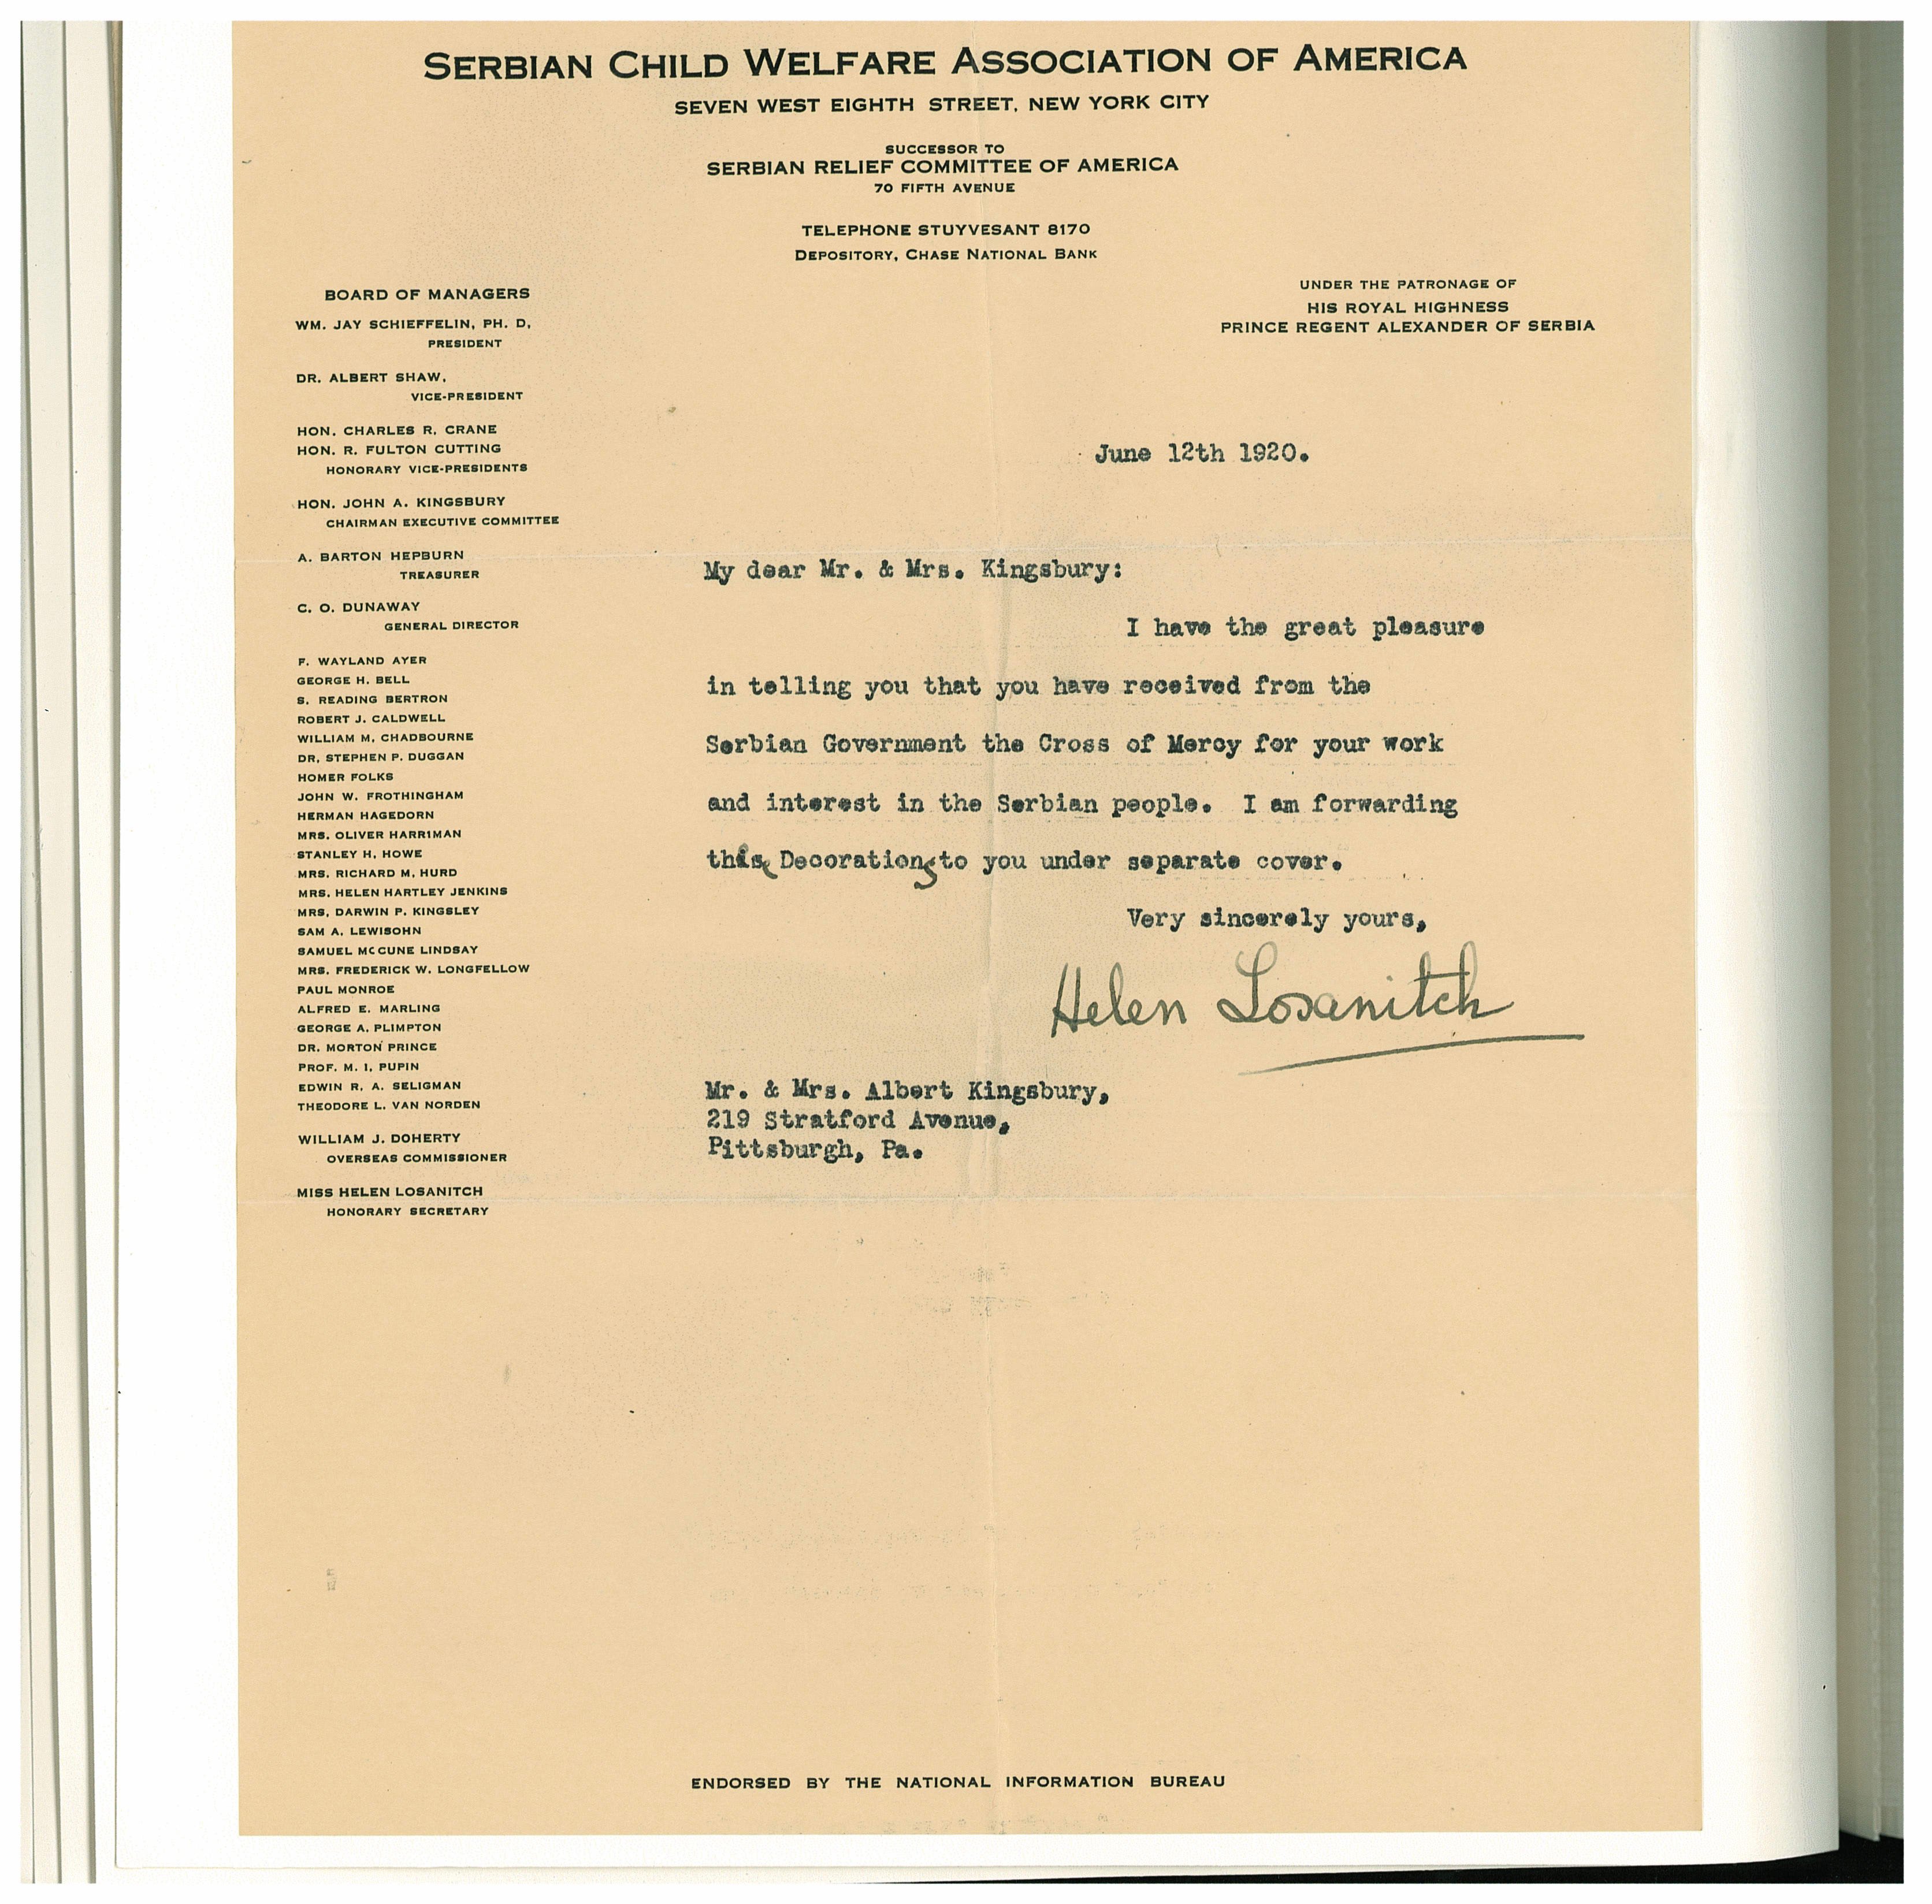 SERBIAN CHILD WELFARE ASSOCIATION OF AMERICA
SEVEN WEST EIGHTH STREET, NEW YORK CITY
SUCCESSOR TO
SERBIAN RELIEF COMMITTEE OF AMERICA
70 FIFTH AVENUE
TELEPHONE STUYVESANT 8170
DEPOSITORY, CHASE NATIONAL BANK
UNDER THE PATRONAGE OF
HIS ROYAL HIGHNESS
PRINCE REGENT ALEXANDER OF SERBIA
BOARD OF MANAGERS
WM. JAY SCHIEFFELIN, PH. D,
PRESIDENT
DR. ALBERT SHAW,
VICE-PRESIDENT
HON. CHARLES R. CRANE
HON. R. FULTON CUTTING
HONORARY VICE-PRESIDENTS
HON. JOHN A. KINGSBURY
CHAIRMAN EXECUTIVE COMMITTEE
A. BARTON HEPBURN
TREASURER
C. O. DUNAWAY
GENERAL DIRECTOR
F. WAYLAND AYER
GEORGE H. BELL
S. READING BERTRON
ROBERT J. CALDWELL
WILLIAM M. CHADBOURNE
DR. STEPHEN P. DUGGAN
HOMER FOLKS
JOHN W. FROTHINGHAM
HERMAN HAGEDORN
MRS. OLIVER HARRIMAN
STANLEY H. HOWE
MRS. RICHARD M. HURD
MRS. HELEN HARTLEY JENKINS
MRS. DARWIN P. KINGSLEY
SAM A. LEWISOHN
SAMUEL MCCUNE LINDSAY
MRS. FREDERICK W. LONGFELLOW
PAUL MONROE
ALFRED E. MARLING
GEORGE A. PLIMPTON
DR. MORTON PRINCE
PROF. M. I. PUPIN
EDWIN R. A. SELIGMAN
THEODORE L. VAN NORDEN
WILLIAM J. DOHERTY
OVERSEAS COMMISSIONER
MISS HELEN LOSANITCH
HONORARY SECRETARY
June 12th 1920.
My dear Mr. & Mrs. Kingsbury:
I have the great pleasure
in telling you that you have received from the
Serbian Government the Cross of Mercy for your work
and interest in the Serbian people. I am forwarding
these Decorations to you under separate cover.
Very sincerely yours,
Helen Losanitch
Mr. & Mrs. Albert Kingsbury,
219 Stratford Avenue,
Pittsburgh, Pa.
ENDORSED BY THE NATIONAL INFORMATION BUREAU